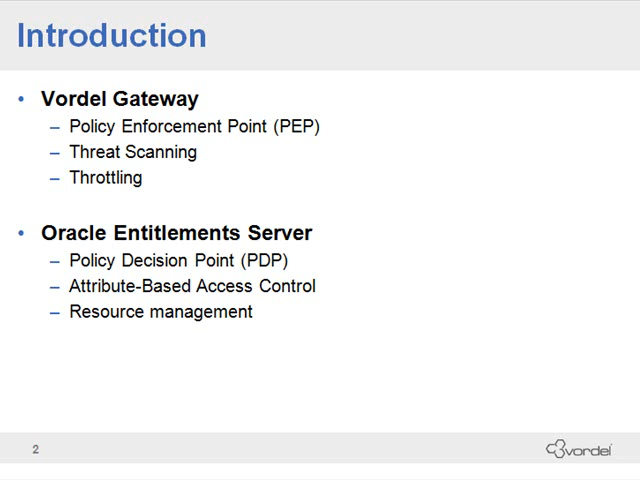 Introduction
• Vordel Gateway
– Policy Enforcement Point (PEP)
– Threat Scanning
– Throttling
• Oracle Entitlements Server
– Policy Decision Point (PDP)
– Attribute-Based Access Control
– Resource management
2
vordel